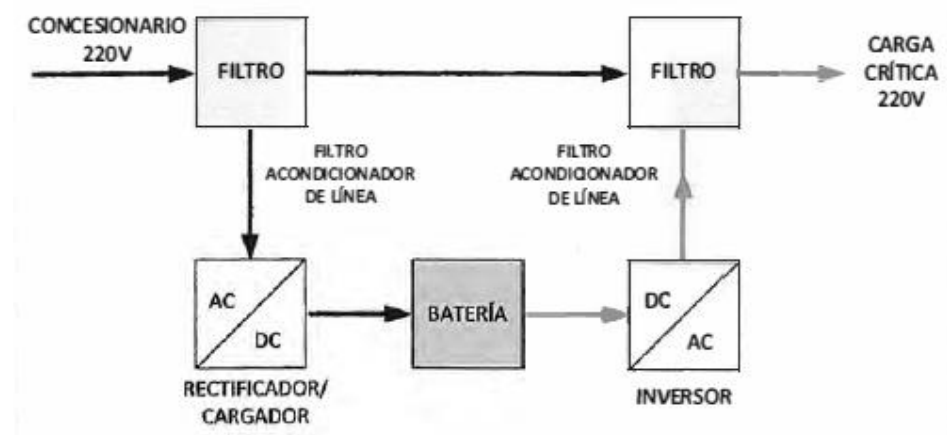 CONCESIONARIO
220V
FILTRO
FILTRO
CARGA
CRÍTICA
220V
FILTRO
ACONDICIONADOR
DE LÍNEA
FILTRO
ACONDICIONADOR
DE LÍNEA
AC
DC
BATERÍA
DC
AC
RECTIFICADOR/
CARGADOR
INVERSOR